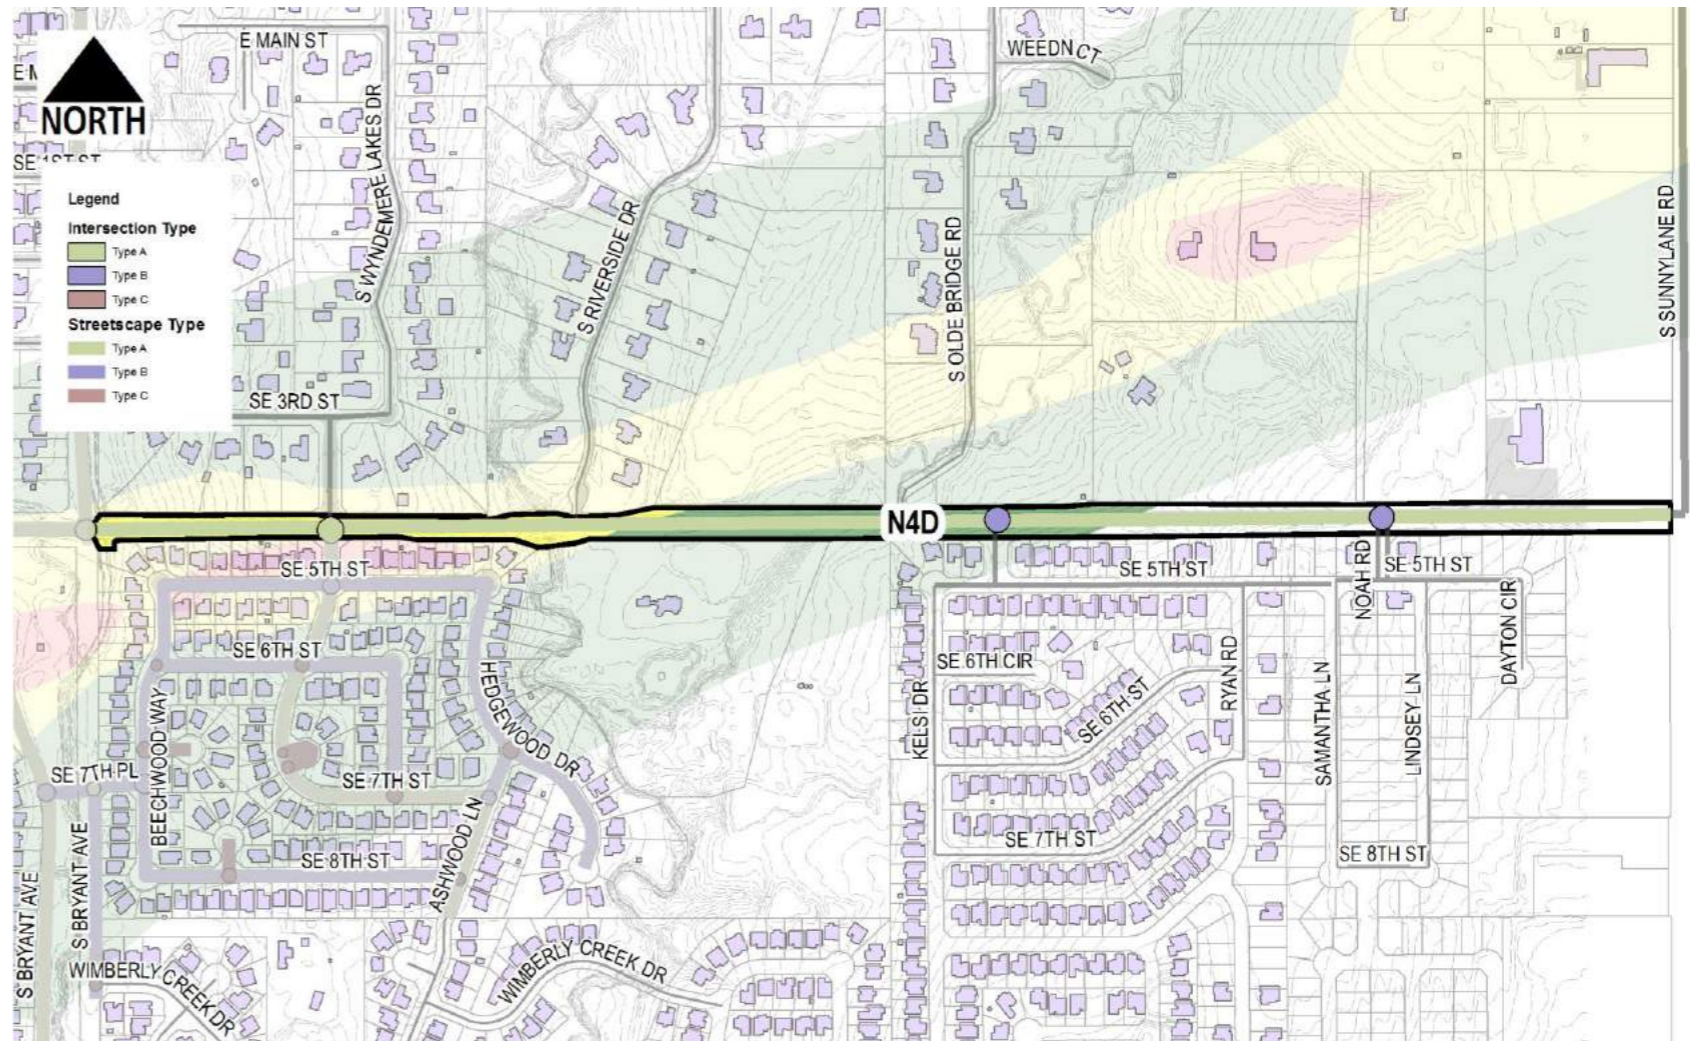 E MAIN ST
WEEDN CT
E M
NORTH
SE 1ST ST
S WYNDEMERE LAKES DR
S RIVERSIDE DR
S OLDE BRIDGE RD
S SUNNYLANE RD
Legend
Intersection Type
Type A
Type B
Type C
Streetscape Type
Type A
Type B
Type C
SE 3RD ST
N4D
SE 5TH ST
SE 5TH ST
SE 5TH ST
NOAH RD
DAYTON CIR
SE 6TH ST
SE 6TH CIR
HEDGEWOOD DR
KELSI DR
SE 6TH ST
RYAN RD
SAMANTHA LN
LINDSEY LN
BEECHWOOD WAY
SE 7TH PL
SE 7TH ST
SE 7TH ST
ASHWOOD LN
SE 8TH ST
SE 8TH ST
S BRYANT AVE
S BRYANT AVE
WIMBERLY CREEK DR
WIMBERLY CREEK DR